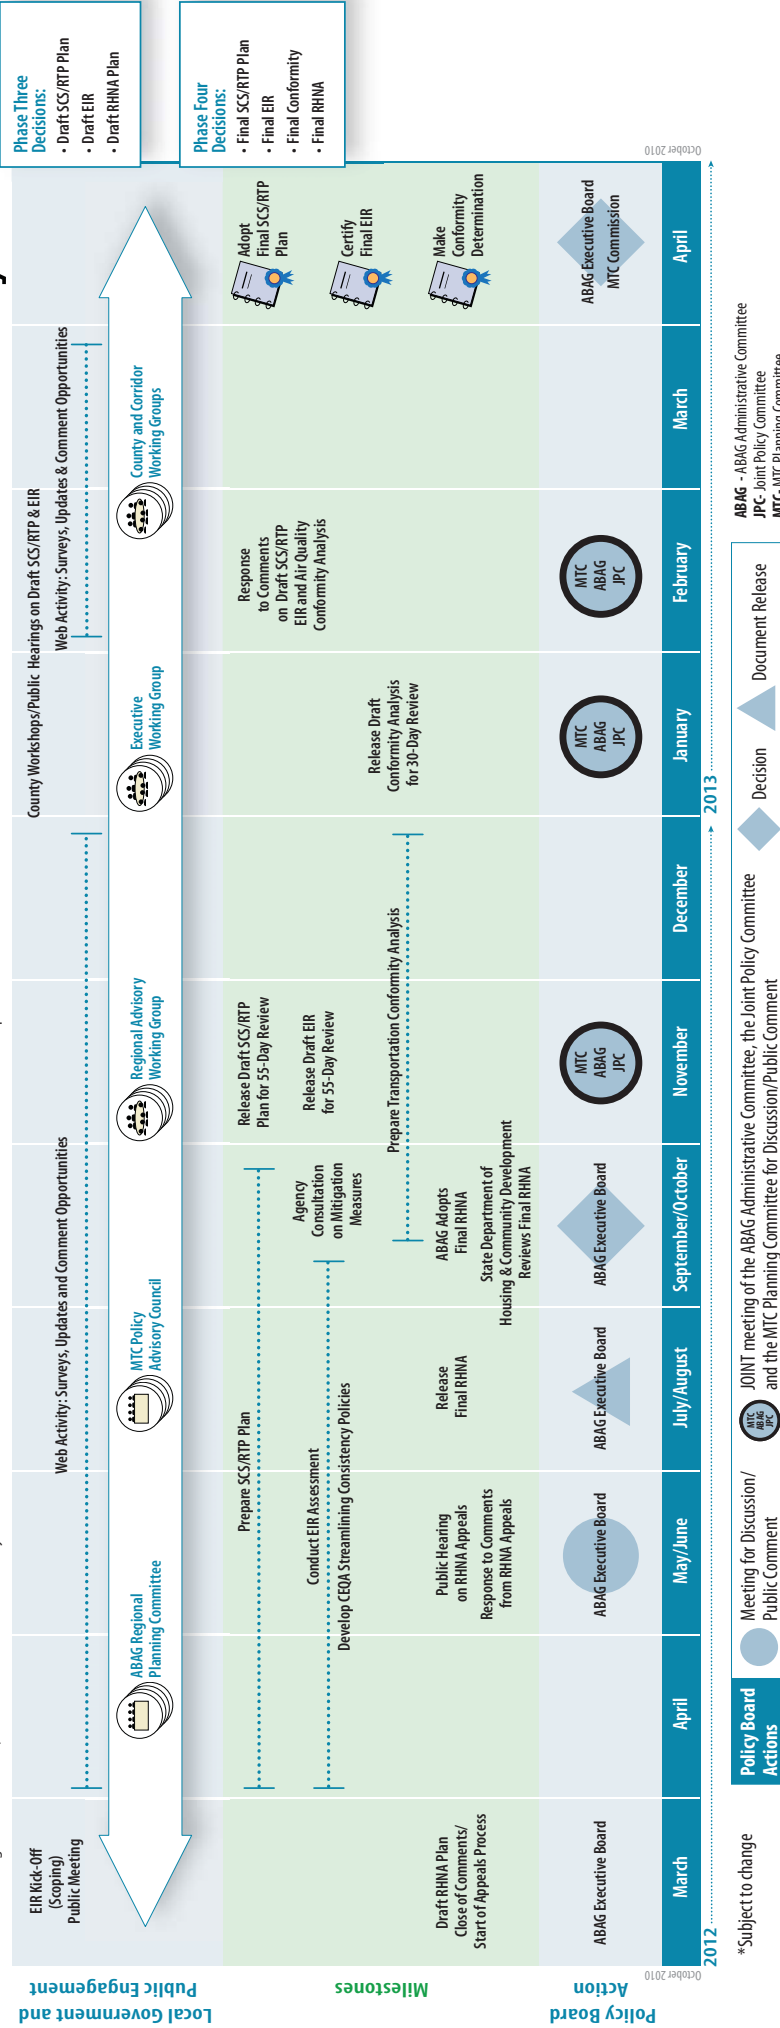 Phase Three
Decisions:
• Draft SCS/RTP Plan
• Draft EIR
• Draft RHNA Plan
Phase Four
Decisions:
• Final SCS/RTP Plan
• Final EIR
• Final Conformity
• Final RHNA
Local Government and
Public Engagement
EIR Kick-Off
(Scoping)
Public Meeting
Web Activity: Surveys, Updates and Comment Opportunities
County Workshops/Public Hearings on Draft SCS/RTP & EIR
Web Activity: Surveys, Updates & Comment Opportunities
ABAG Regional
Planning Committee
MTC Policy
Advisory Council
Regional Advisory
Working Group
Executive
Working Group
County and Corridor
Working Groups
Milestones
Prepare SCS/RTP Plan
Conduct EIR Assessment
Develop CEQA Streamlining Consistency Policies
Draft RHNA Plan
Close of Comments/
Start of Appeals Process
Public Hearing
on RHNA Appeals
Response to Comments
from RHNA Appeals
Release
Final RHNA
Agency
Consultation
on Mitigation
Measures
ABAG Adopts
Final RHNA
State Department of
Housing & Community Development
Reviews Final RHNA
Release Draft SCS/RTP
Plan for 55-Day Review
Release Draft EIR
for 55-Day Review
Prepare Transportation Conformity Analysis
Release Draft
Conformity Analysis
for 30-Day Review
Response
to Comments
on Draft SCS/RTP
EIR and Air Quality
Conformity Analysis
Adopt
Final SCS/RTP
Plan
Certify
Final EIR
Make
Conformity
Determination
Policy Board
Action
ABAG Executive Board
ABAG Executive Board
ABAG Executive Board
ABAG Executive Board
MTC
ABAG
JPC
MTC
ABAG
JPC
MTC
ABAG
JPC
ABAG Executive Board
MTC Commission
October 2010
March
April
May/June
July/August
September/October
November
December
January
February
March
April
October 2010
2012
2013
*Subject to change
Policy Board
Actions
Meeting for Discussion/
Public Comment
MTC
ABAG
JPC
JOINT meeting of the ABAG Administrative Committee, the Joint Policy Committee
and the MTC Planning Committee for Discussion/Public Comment
Decision
Document Release
ABAG - ABAG Administrative Committee
JPC- Joint Policy Committee
MTC- MTC Planning Committee